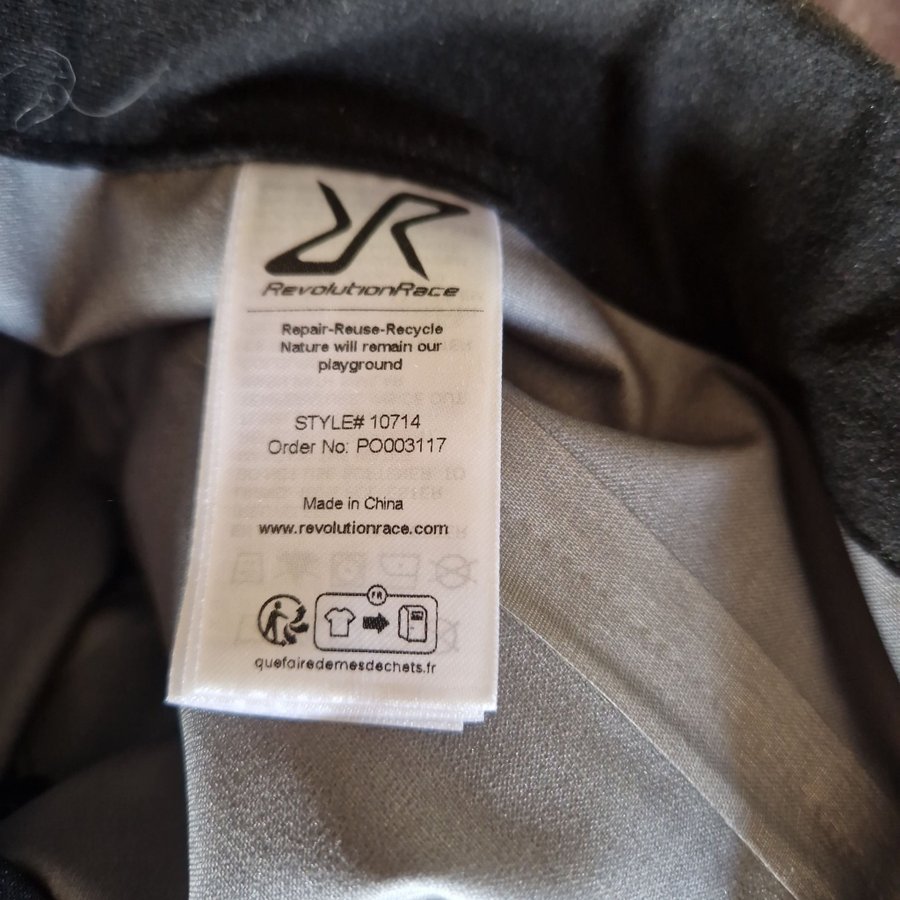 RevolutionRace
Repair-Reuse-Recycle
Nature will remain our
playground
STYLE# 10714
Order No: PO003117
Made in China
www.revolutionrace.com
FR
quefairedemesdechets.fr